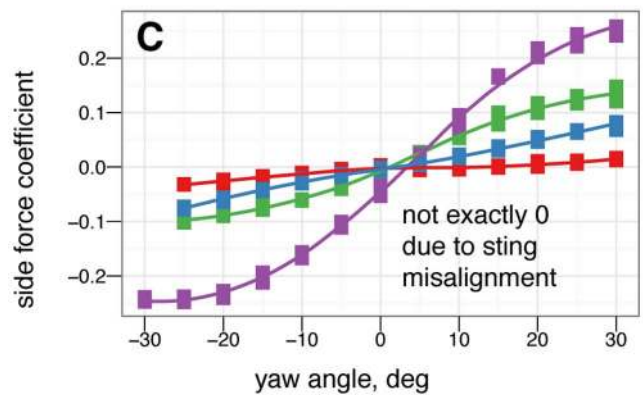 C
side force coefficient
0.2
0.1
0.0
−0.1
−0.2
not exactly 0
due to sting
misalignment
−30 −20 −10 0 10 20 30
yaw angle, deg